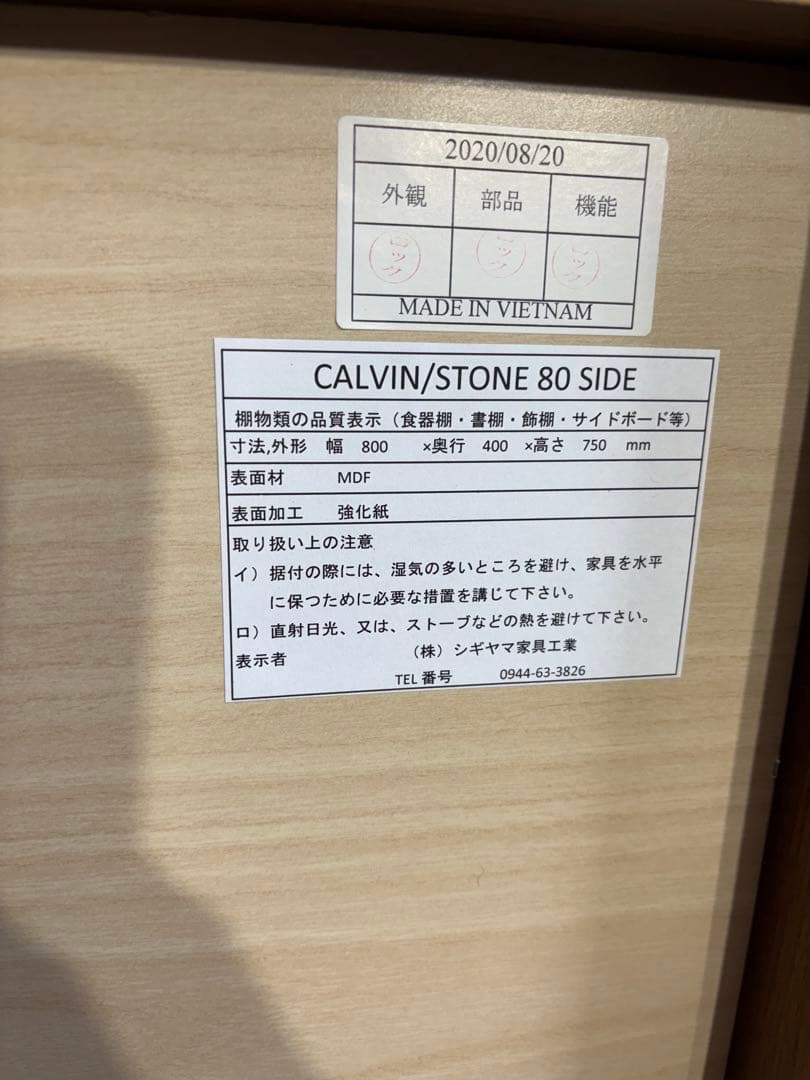 2020/08/20
外観 部品 機能
MADE IN VIETNAM
CALVIN/STONE 80 SIDE
棚物類の品質表示（食器棚・書棚・飾棚・サイドボード等）
寸法,外形 幅 800 ×奥行 400 ×高さ 750 mm
表面材 MDF
表面加工 強化紙
取り扱い上の注意
イ）据付の際には、湿気の多いところを避け、家具を水平
に保つために必要な措置を講じて下さい。
ロ）直射日光、又は、ストーブなどの熱を避けて下さい。
表示者 （株）シギヤマ家具工業
TEL 番号 0944-63-3826